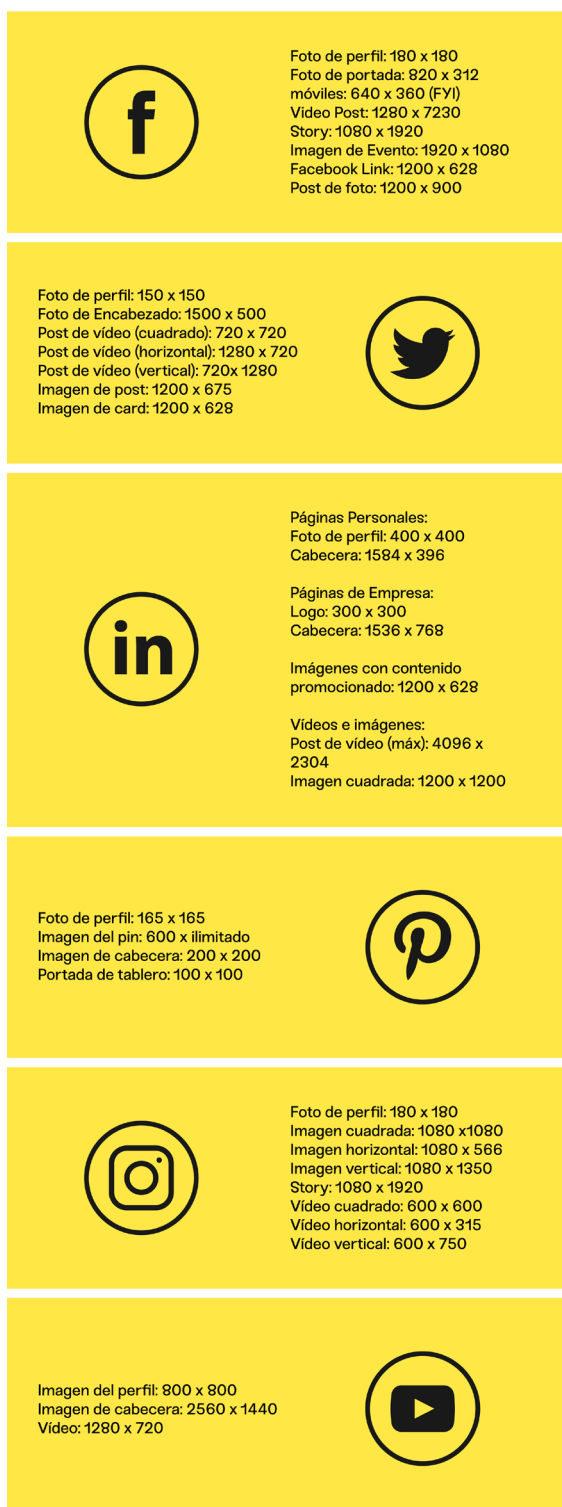 Foto de perfil: 180 x 180
Foto de portada: 820 x 312
móviles: 640 x 360 (FYI)
Video Post: 1280 x 7230
Story: 1080 x 1920
Imagen de Evento: 1920 x 1080
Facebook Link: 1200 x 628
Post de foto: 1200 x 900
Foto de perfil: 150 x 150
Foto de Encabezado: 1500 x 500
Post de vídeo (cuadrado): 720 x 720
Post de vídeo (horizontal): 1280 x 720
Post de vídeo (vertical): 720x 1280
Imagen de post: 1200 x 675
Imagen de card: 1200 x 628
Páginas Personales:
Foto de perfil: 400 x 400
Cabecera: 1584 x 396
Páginas de Empresa:
Logo: 300 x 300
Cabecera: 1536 x 768
Imágenes con contenido
promocionado: 1200 x 628
Vídeos e imágenes:
Post de vídeo (máx): 4096 x
2304
Imagen cuadrada: 1200 x 1200
Foto de perfil: 165 x 165
Imagen del pin: 600 x ilimitado
Imagen de cabecera: 200 x 200
Portada de tablero: 100 x 100
Foto de perfil: 180 x 180
Imagen cuadrada: 1080 x1080
Imagen horizontal: 1080 x 566
Imagen vertical: 1080 x 1350
Story: 1080 x 1920
Vídeo cuadrado: 600 x 600
Vídeo horizontal: 600 x 315
Vídeo vertical: 600 x 750
Imagen del perfil: 800 x 800
Imagen de cabecera: 2560 x 1440
Vídeo: 1280 x 720